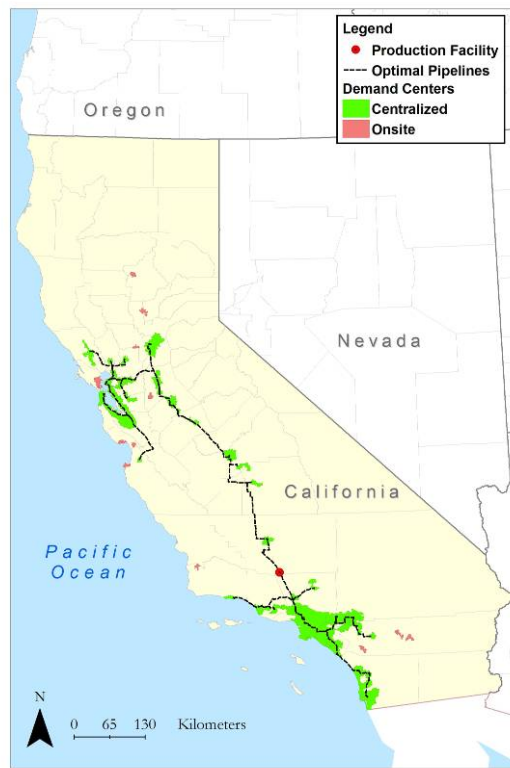 Legend
Production Facility
Optimal Pipelines
Demand Centers
Centralized
Onsite
Oregon
Nevada
California
Pacific
Ocean
N
0 65 130 Kilometers